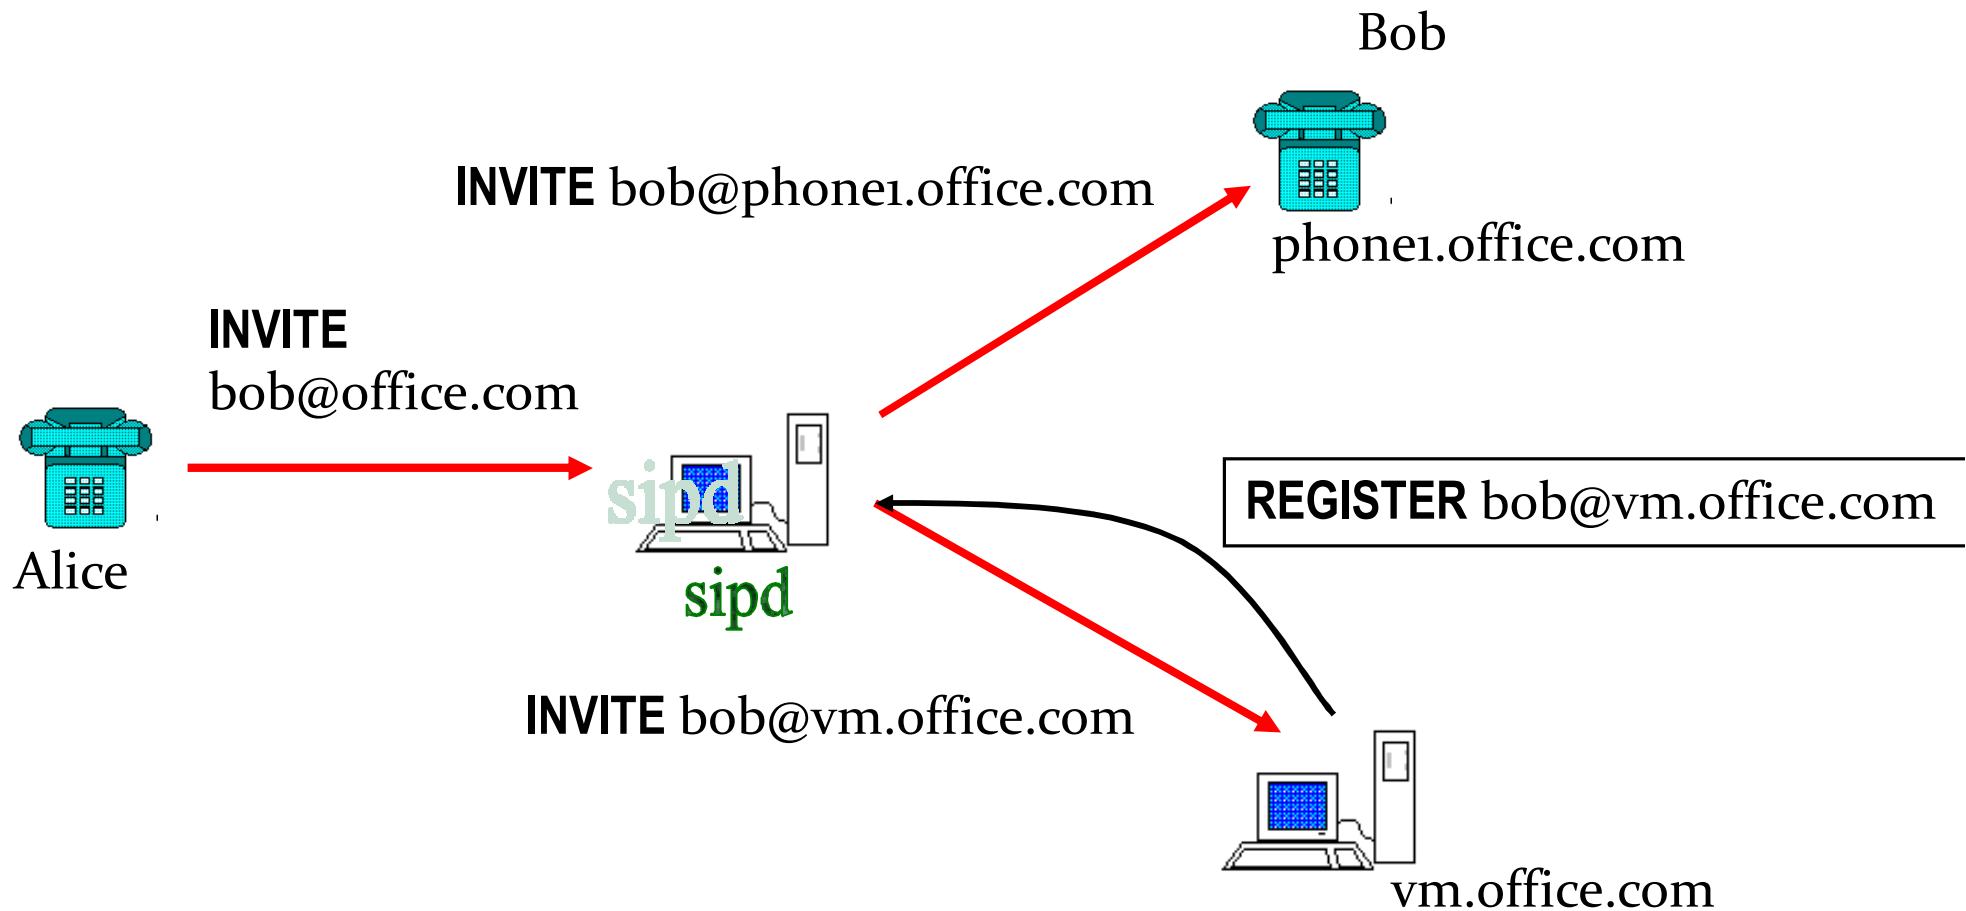 Bob
INVITE bob@phone1.office.com
phone1.office.com
INVITE
bob@office.com
sipd
REGISTER bob@vm.office.com
Alice
sipd
INVITE bob@vm.office.com
vm.office.com